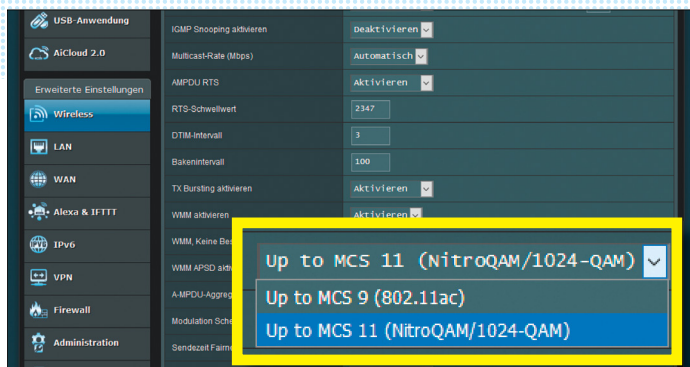 USB-Anwendung
AiCloud 2.0
Erweiterte Einstellungen
Wireless
LAN
WAN
Alexa & IFTTT
IPv6
VPN
Firewall
Administration
IGMP Snooping aktivieren Deaktivieren
Multicast-Rate (Mbps) Automatisch
AMPDU RTS Aktivieren
RTS-Schwellwert 2347
DTIM-Intervall 3
Bakenintervall 100
TX Bursting aktivieren Aktivieren
WMM aktivieren Aktivieren
WMM, Keine Bes
WMM APSD akti
A-MPDU-Aggreg
Modulation Sche
Sendezeit Fairne
Up to MCS 11 (NitroQAM/1024-QAM)
Up to MCS 9 (802.11ac)
Up to MCS 11 (NitroQAM/1024-QAM)